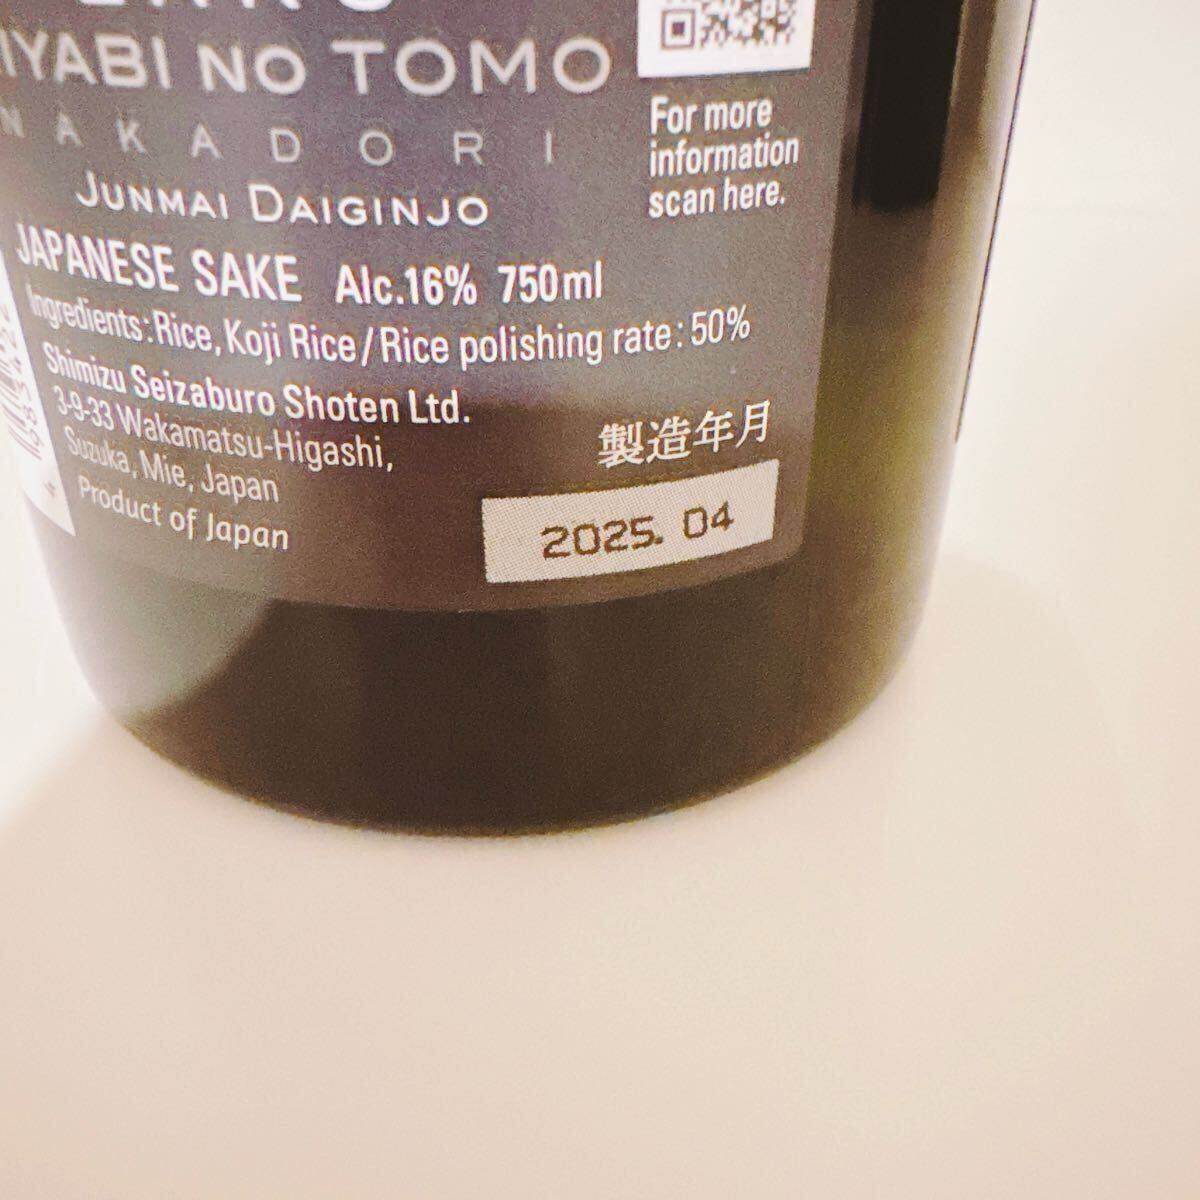 NO TOMO
NAKADORI
JUNMAI DAIGINJO
JAPANESE SAKE Alc.16% 750ml
Ingredients:Rice, Koji Rice/Rice polishing rate:50%
Shimizu Seizaburo Shoten Ltd.
3-9-33 Wakamatsu-Higashi,
Suzuka, Mie, Japan
Product of Japan
For more
information
scan here.
製造年月
2025. 04